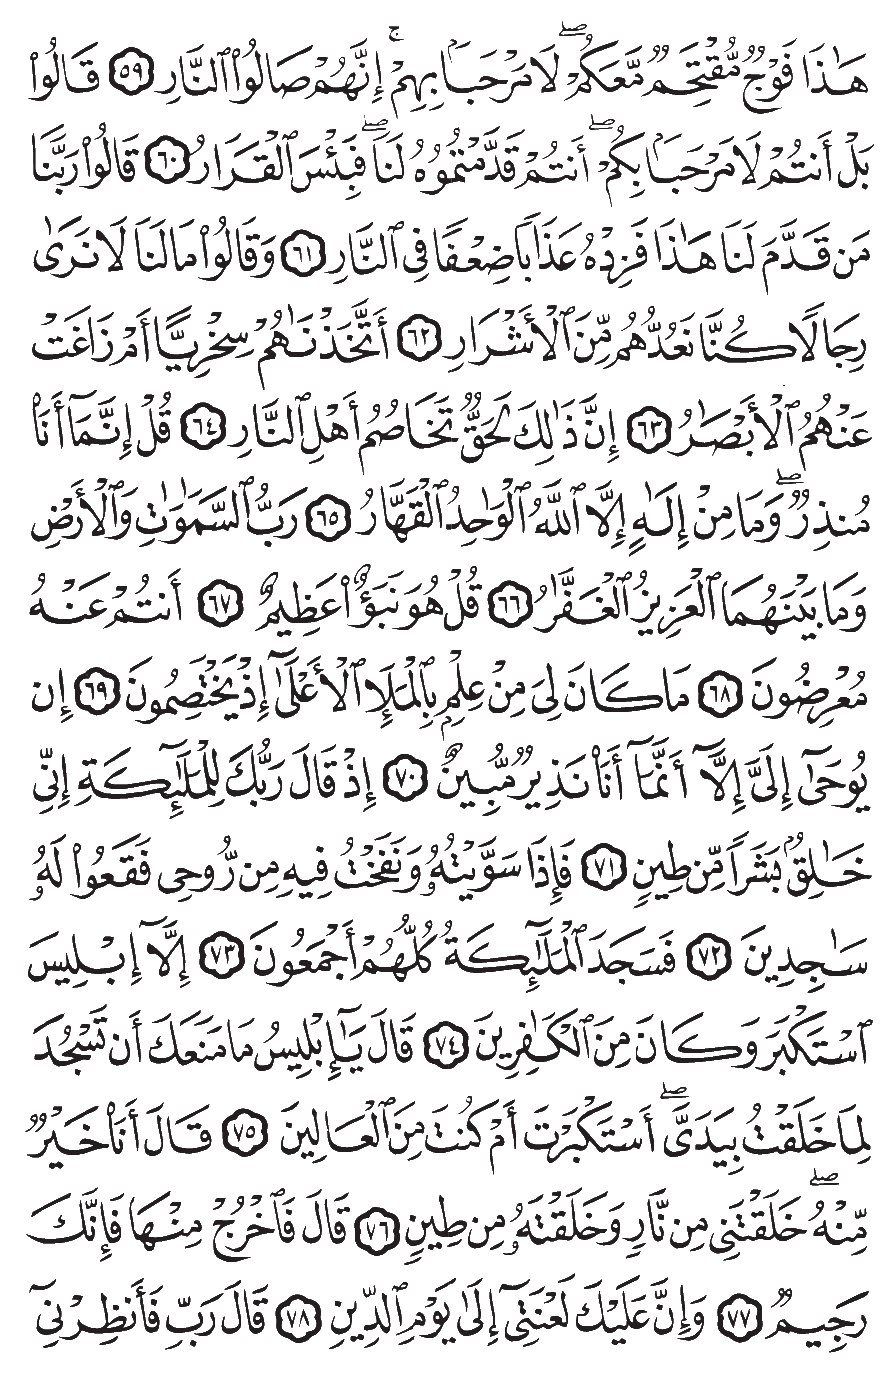 هَـٰذَا فَوْجٌ مُّقْتَحِمٌ مَّعَكُمْ ۖ لَا مَرْحَبًا بِهِمْ ۚ إِنَّهُمْ صَالُوا۟ ٱلنَّارِ ٥٩ قَالُوا۟
بَلْ أَنتُمْ لَا مَرْحَبًۢا بِكُمْ ۖ أَنتُمْ قَدَّمْتُمُوهُ لَنَا ۖ فَبِئْسَ ٱلْقَرَارُ ٦٠ قَالُوا۟ رَبَّنَا
مَن قَدَّمَ لَنَا هَـٰذَا فَزِدْهُ عَذَابًا ضِعْفًا فِى ٱلنَّارِ ٦١ وَقَالُوا۟ مَا لَنَا لَا نَرَىٰ
رِجَالًا كُنَّا نَعُدُّهُم مِّنَ ٱلْأَشْرَارِ ٦٢ أَتَّخَذْنَـٰهُمْ سِخْرِيًّا أَمْ زَاغَتْ
عَنْهُمُ ٱلْأَبْصَـٰرُ ٦٣ إِنَّ ذَٰلِكَ لَحَقٌّ تَخَاصُمُ أَهْلِ ٱلنَّارِ ٦٤ قُلْ إِنَّمَآ أَنَا۠
مُنذِرٌ ۖ وَمَا مِنْ إِلَـٰهٍ إِلَّا ٱللَّهُ ٱلْوَٰحِدُ ٱلْقَهَّارُ ٦٥ رَبُّ ٱلسَّمَـٰوَٰتِ وَٱلْأَرْضِ
وَمَا بَيْنَهُمَا ٱلْعَزِيزُ ٱلْغَفَّـٰرُ ٦٦ قُلْ هُوَ نَبَؤٌا۟ عَظِيمٌ ٦٧ أَنتُمْ عَنْهُ
مُعْرِضُونَ ٦٨ مَا كَانَ لِىَ مِنْ عِلْمٍۭ بِٱلْمَلَإِ ٱلْأَعْلَىٰٓ إِذْ يَخْتَصِمُونَ ٦٩ إِن
يُوحَىٰٓ إِلَىَّ إِلَّآ أَنَّمَآ أَنَا۠ نَذِيرٌ مُّبِينٌ ٧٠ إِذْ قَالَ رَبُّكَ لِلْمَلَـٰٓئِكَةِ إِنِّى
خَـٰلِقٌۢ بَشَرًا مِّن طِينٍ ٧١ فَإِذَا سَوَّيْتُهُۥ وَنَفَخْتُ فِيهِ مِن رُّوحِى فَقَعُوا۟ لَهُۥ
سَـٰجِدِينَ ٧٢ فَسَجَدَ ٱلْمَلَـٰٓئِكَةُ كُلُّهُمْ أَجْمَعُونَ ٧٣ إِلَّآ إِبْلِيسَ
ٱسْتَكْبَرَ وَكَانَ مِنَ ٱلْكَـٰفِرِينَ ٧٤ قَالَ يَـٰٓإِبْلِيسُ مَا مَنَعَكَ أَن تَسْجُدَ
لِمَا خَلَقْتُ بِيَدَىَّ ۖ أَسْتَكْبَرْتَ أَمْ كُنتَ مِنَ ٱلْعَالِينَ ٧٥ قَالَ أَنَا۠ خَيْرٌ
مِّنْهُ ۖ خَلَقْتَنِى مِن نَّارٍ وَخَلَقْتَهُۥ مِن طِينٍ ٧٦ قَالَ فَٱخْرُجْ مِنْهَا فَإِنَّكَ
رَجِيمٌ ٧٧ وَإِنَّ عَلَيْكَ لَعْنَتِىٓ إِلَىٰ يَوْمِ ٱلدِّينِ ٧٨ قَالَ رَبِّ فَأَنظِرْنِىٓ